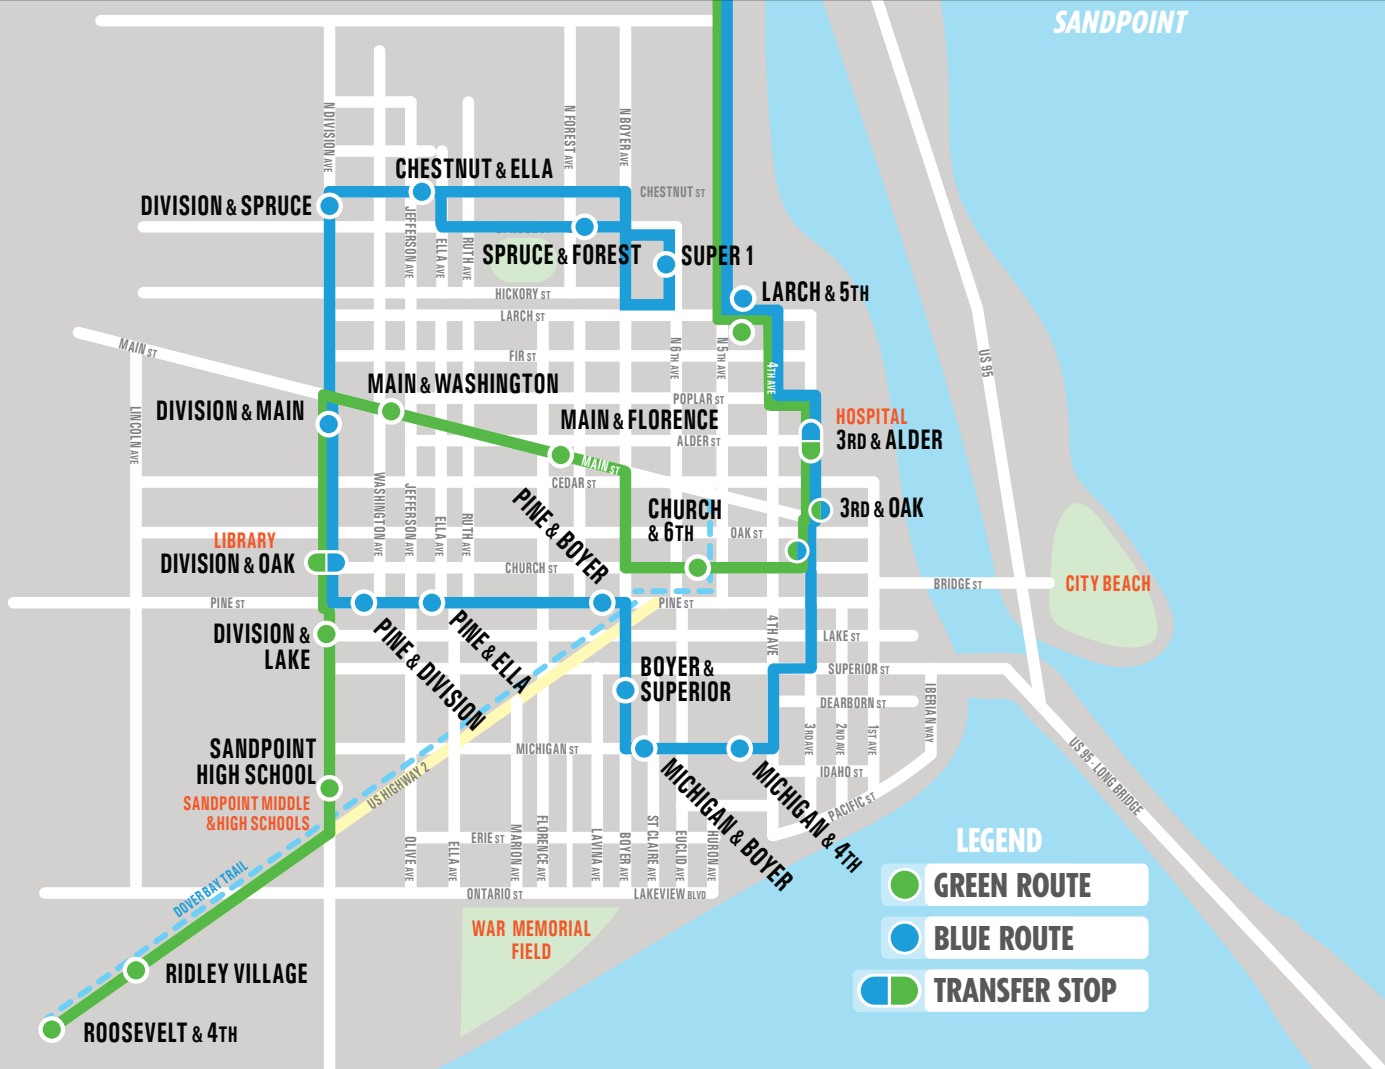 SANDPOINT
N DIVISION AVE
N FOREST AVE
N BOYER AVE
CHESTNUT & ELLA
CHESTNUT ST
DIVISION & SPRUCE
JEFFERSON AVE
ELLA AVE
RUTH AVE
SPRUCE & FOREST
SUPER 1
HICKORY ST
LARCH & 5TH
LARCH ST
MAIN ST
FIR ST
N 6TH AVE
N 5TH AVE
4TH AVE
US 95
MAIN & WASHINGTON
POPLAR ST
DIVISION & MAIN
LINCOLN AVE
MAIN & FLORENCE
HOSPITAL
3RD & ALDER
ALDER ST
MAIN ST
CEDAR ST
WASHINGTON AVE
JEFFERSON AVE
ELLA AVE
RUTH AVE
PINE & BOYER
CHURCH
& 6TH
3RD & OAK
OAK ST
LIBRARY
DIVISION & OAK
CHURCH ST
BRIDGE ST
CITY BEACH
PINE ST
PINE ST
DIVISION &
LAKE
PINE & DIVISION
PINE & ELLA
4TH AVE
LAKE ST
BOYER &
SUPERIOR
SUPERIOR ST
IBERIAN WAY
DEARBORN ST
3RD AVE
2ND AVE
1ST AVE
SANDPOINT
HIGH SCHOOL
MICHIGAN ST
SANDPOINT MIDDLE
& HIGH SCHOOLS
US HIGHWAY 2
MICHIGAN & BOYER
MICHIGAN & 4TH
IDAHO ST
PACIFIC ST
US 95 - LONG BRIDGE
OLIVE AVE
ELLA AVE
ERIE ST
MARION AVE
FLORENCE AVE
LAVINA AVE
BOYER AVE
ST CLAIRE AVE
EUCLID AVE
HURON AVE
DOVER BAY TRAIL
ONTARIO ST
LAKEVIEW BLVD
WAR MEMORIAL
FIELD
RIDLEY VILLAGE
ROOSEVELT & 4TH
LEGEND
GREEN ROUTE
BLUE ROUTE
TRANSFER STOP